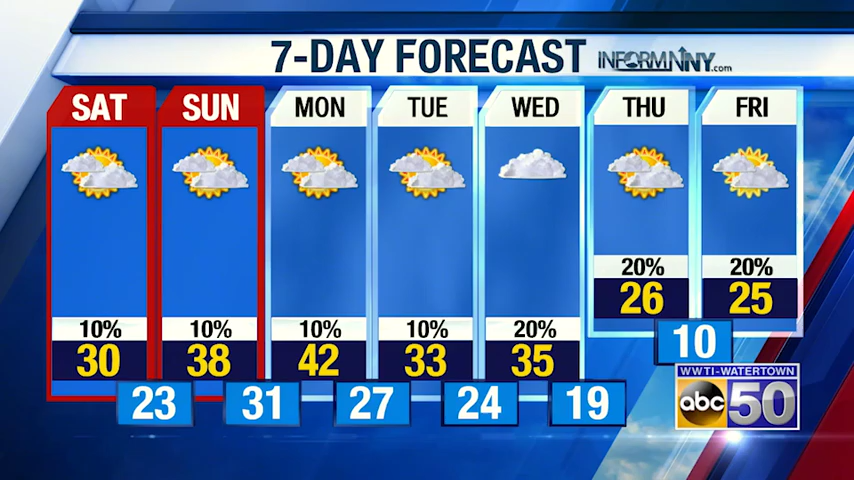 7-DAY FORECAST INFORMNNY.com
SAT SUN MON TUE WED THU FRI
20% 20%
26 25
10% 10% 10% 10% 20%
30 38 42 33 35
10
23 31 27 24 19
WWTI-WATERTOWN
abc 50